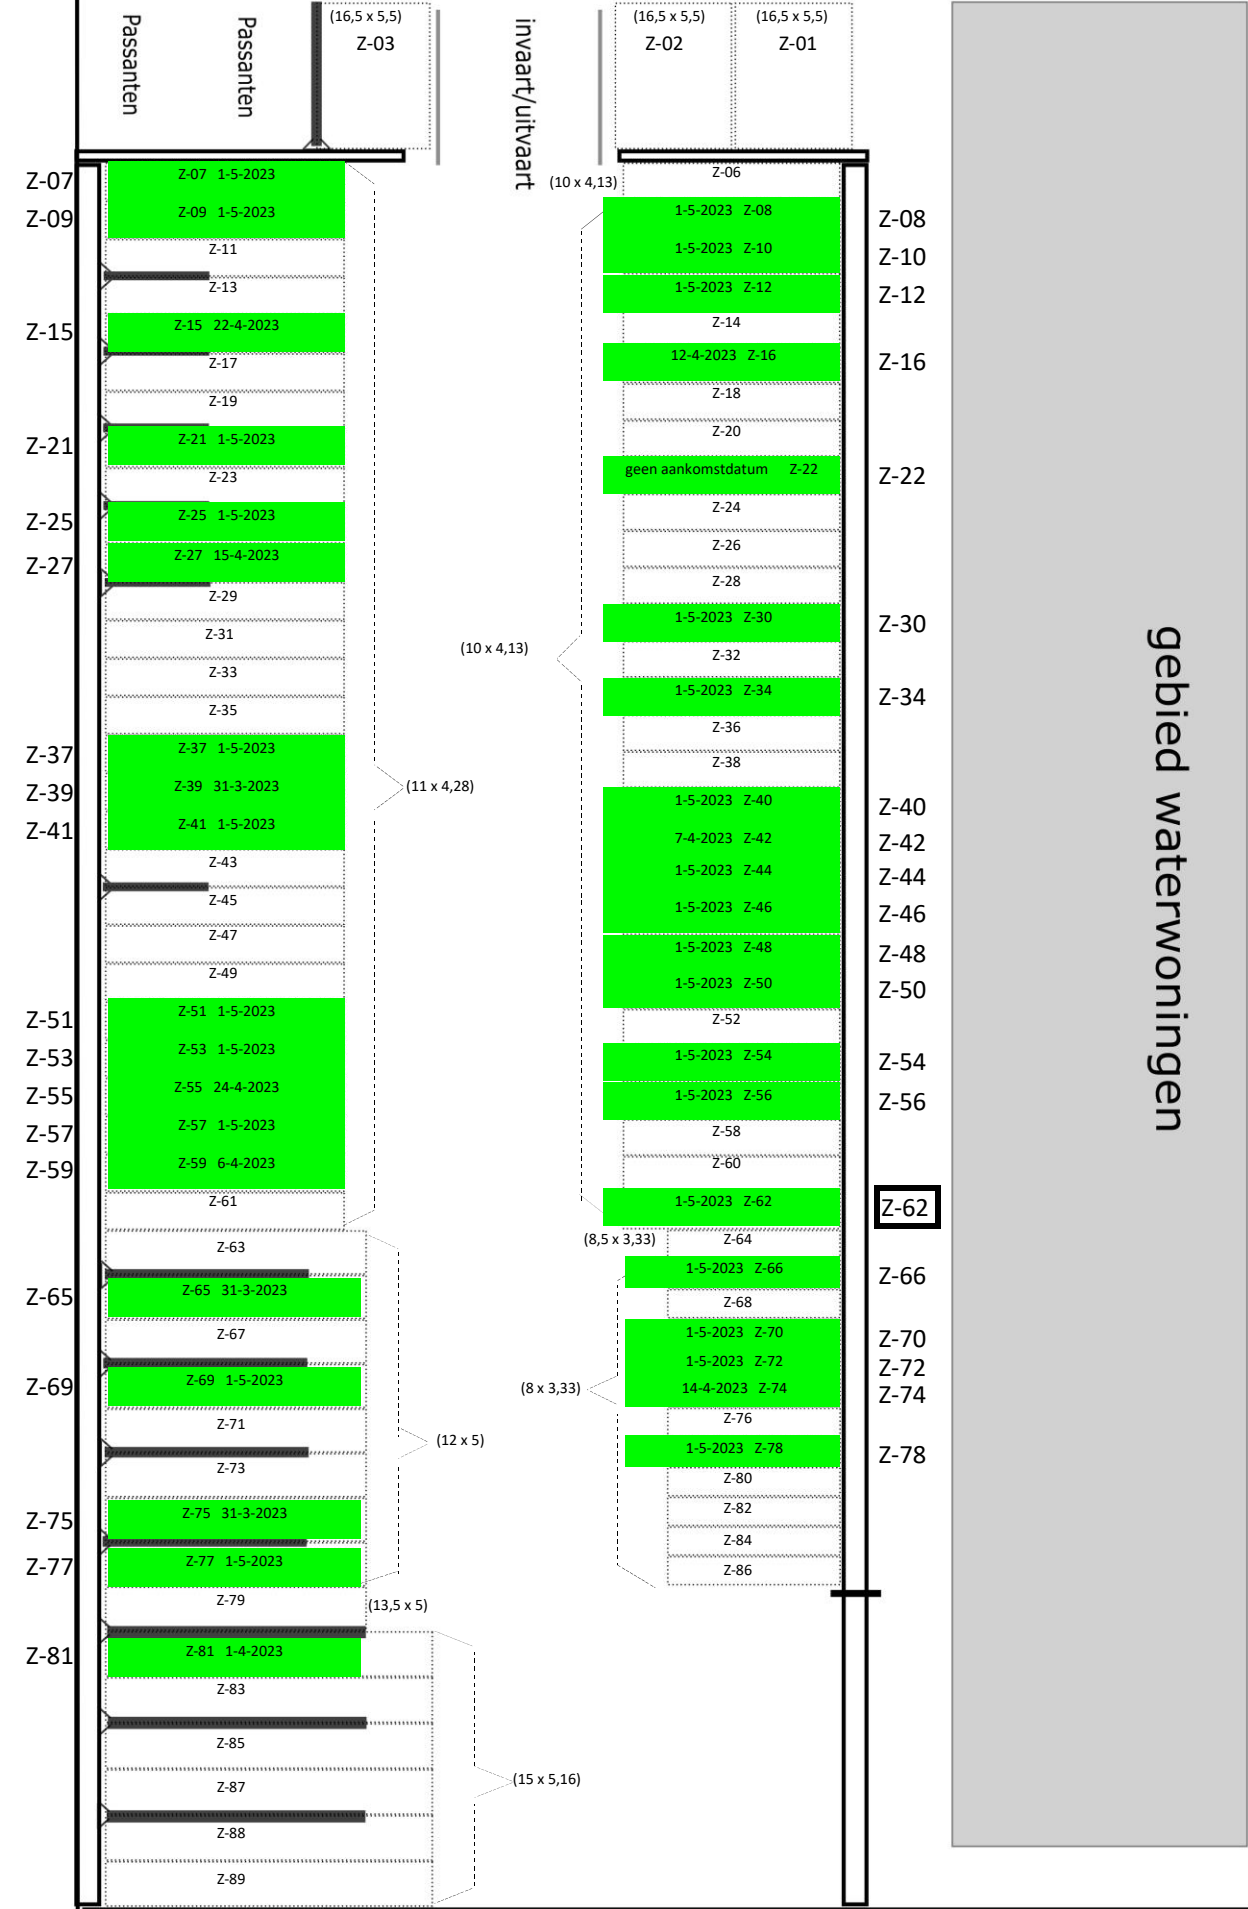 Passanten
Passanten
(16,5 x 5,5)
Z-03
invaart/uitvaart
(16,5 x 5,5)
Z-02
(16,5 x 5,5)
Z-01
Z-07
Z-07 1-5-2023
Z-09
Z-09 1-5-2023
Z-11
Z-13
Z-15
Z-15 22-4-2023
Z-17
Z-19
Z-21
Z-21 1-5-2023
Z-23
Z-25
Z-25 1-5-2023
Z-27
Z-27 15-4-2023
Z-29
Z-31
Z-33
Z-35
Z-37
Z-37 1-5-2023
Z-39
Z-39 31-3-2023
Z-41
Z-41 1-5-2023
(11 x 4,28)
Z-43
Z-45
Z-47
Z-49
Z-51
Z-51 1-5-2023
Z-53
Z-53 1-5-2023
Z-55
Z-55 24-4-2023
Z-57
Z-57 1-5-2023
Z-59
Z-59 6-4-2023
Z-61
Z-63
Z-65
Z-65 31-3-2023
Z-67
Z-69
Z-69 1-5-2023
Z-71
(12 x 5)
Z-73
Z-75
Z-75 31-3-2023
Z-77
Z-77 1-5-2023
Z-79
(13,5 x 5)
Z-81
Z-81 1-4-2023
Z-83
Z-85
Z-87
(15 x 5,16)
Z-88
Z-89
Z-06
(10 x 4,13)
1-5-2023 Z-08
Z-08
1-5-2023 Z-10
Z-10
1-5-2023 Z-12
Z-12
Z-14
12-4-2023 Z-16
Z-16
Z-18
Z-20
geen aankomstdatum Z-22
Z-22
Z-24
Z-26
Z-28
1-5-2023 Z-30
Z-30
(10 x 4,13)
Z-32
1-5-2023 Z-34
Z-34
Z-36
Z-38
1-5-2023 Z-40
Z-40
7-4-2023 Z-42
Z-42
1-5-2023 Z-44
Z-44
1-5-2023 Z-46
Z-46
1-5-2023 Z-48
Z-48
1-5-2023 Z-50
Z-50
Z-52
1-5-2023 Z-54
Z-54
1-5-2023 Z-56
Z-56
Z-58
Z-60
1-5-2023 Z-62
Z-62
(8,5 x 3,33)
Z-64
1-5-2023 Z-66
Z-66
Z-68
1-5-2023 Z-70
Z-70
1-5-2023 Z-72
Z-72
(8 x 3,33)
14-4-2023 Z-74
Z-74
Z-76
1-5-2023 Z-78
Z-78
Z-80
Z-82
Z-84
Z-86
gebied waterwoningen